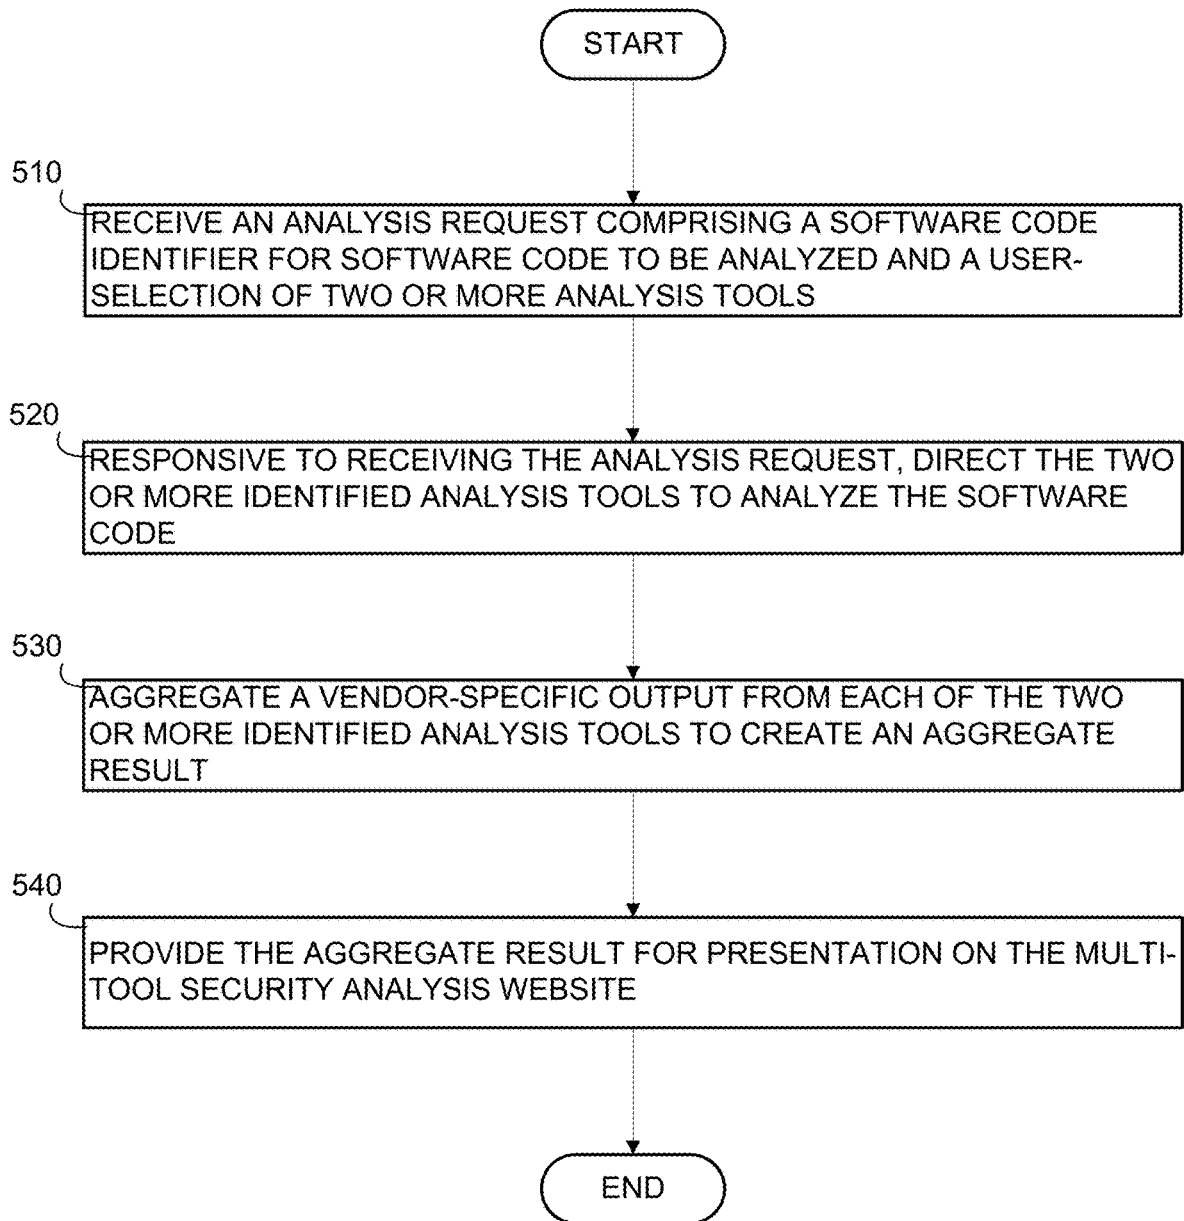 START
510
RECEIVE AN ANALYSIS REQUEST COMPRISING A SOFTWARE CODE
IDENTIFIER FOR SOFTWARE CODE TO BE ANALYZED AND A USER-
SELECTION OF TWO OR MORE ANALYSIS TOOLS
520
RESPONSIVE TO RECEIVING THE ANALYSIS REQUEST, DIRECT THE TWO
OR MORE IDENTIFIED ANALYSIS TOOLS TO ANALYZE THE SOFTWARE
CODE
530
AGGREGATE A VENDOR-SPECIFIC OUTPUT FROM EACH OF THE TWO
OR MORE IDENTIFIED ANALYSIS TOOLS TO CREATE AN AGGREGATE
RESULT
540
PROVIDE THE AGGREGATE RESULT FOR PRESENTATION ON THE MULTI-
TOOL SECURITY ANALYSIS WEBSITE
END